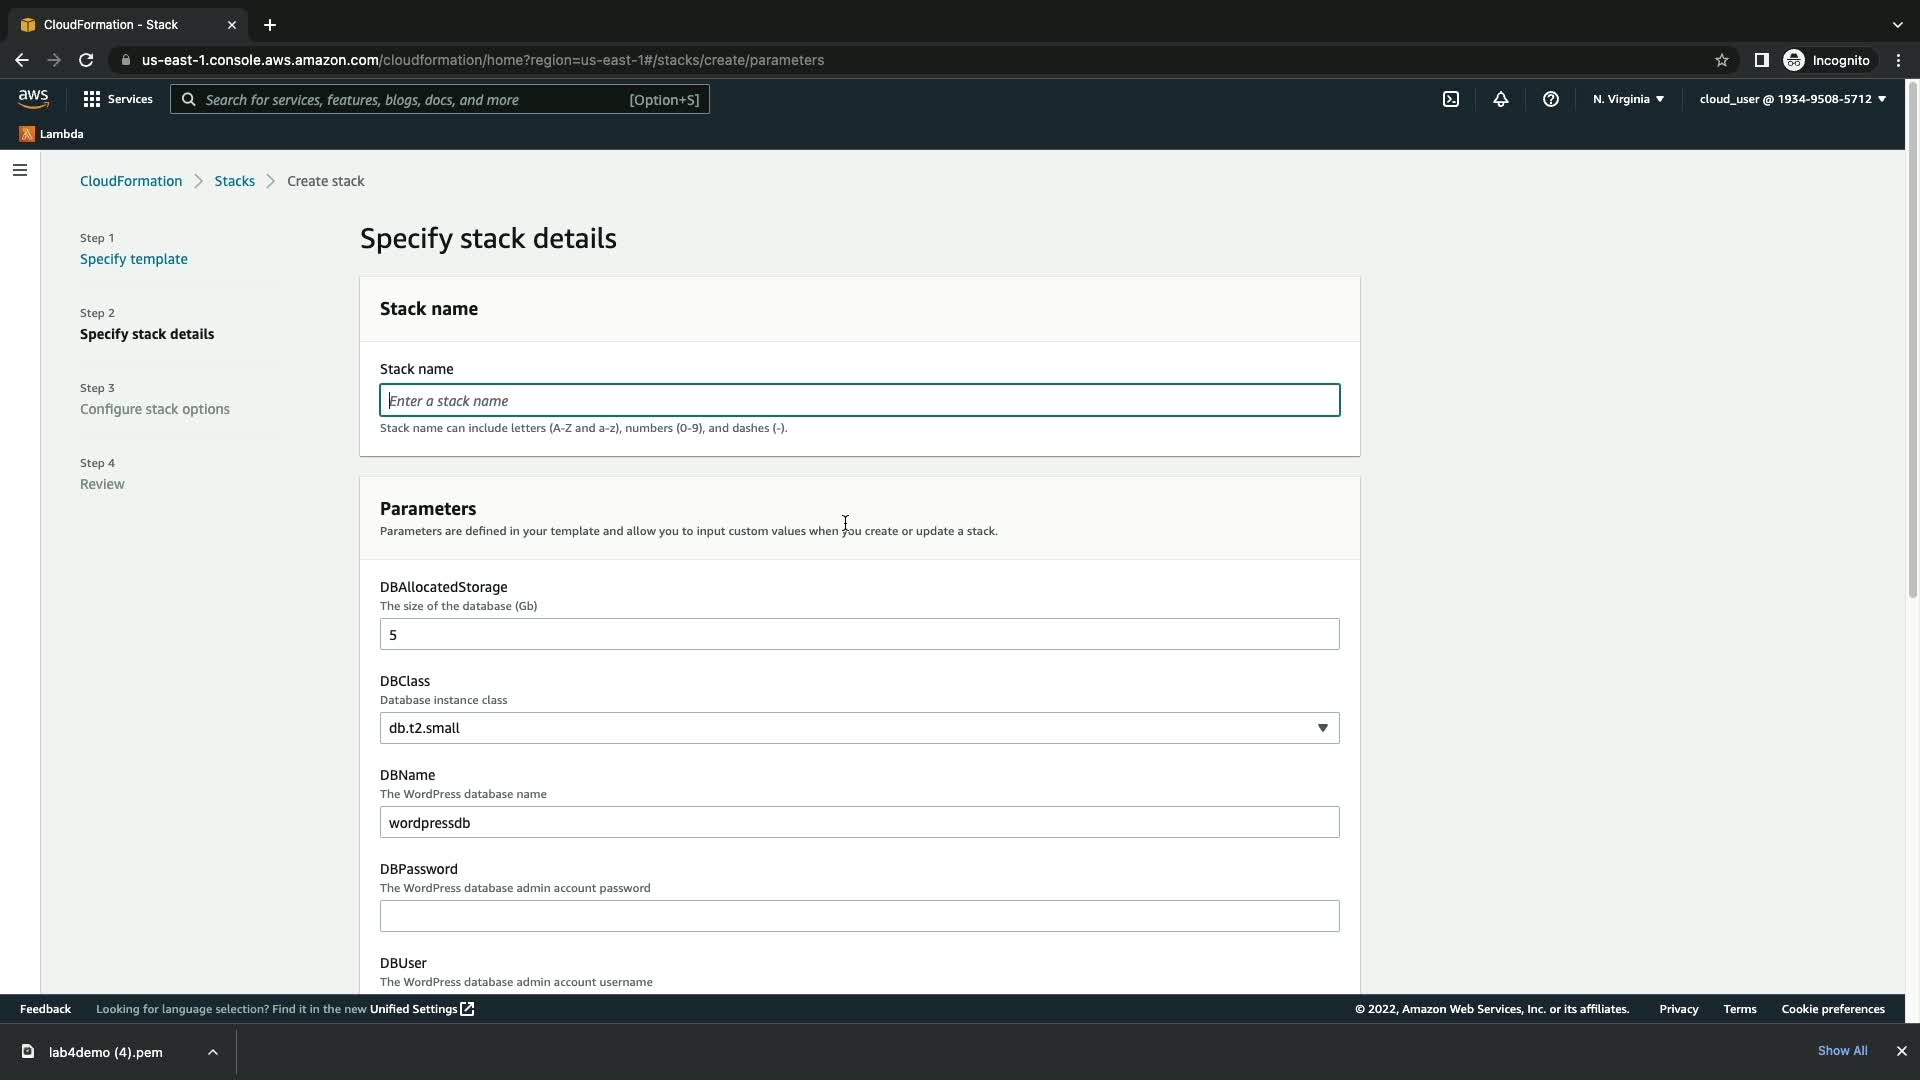 CloudFormation - Stack
us-east-1.console.aws.amazon.com/cloudformation/home?region=us-east-1#/stacks/create/parameters
Incognito
aws
Services
Search for services, features, blogs, docs, and more
[Option+S]
N. Virginia
cloud_user @ 1934-9508-5712
Lambda
CloudFormation
Stacks
Create stack
Step 1
Specify template
Step 2
Specify stack details
Step 3
Configure stack options
Step 4
Review
Specify stack details
Stack name
Stack name
Enter a stack name
Stack name can include letters (A-Z and a-z), numbers (0-9), and dashes (-).
Parameters
Parameters are defined in your template and allow you to input custom values when you create or update a stack.
DBAllocatedStorage
The size of the database (Gb)
5
DBClass
Database instance class
db.t2.small
DBName
The WordPress database name
wordpressdb
DBPassword
The WordPress database admin account password
DBUser
The WordPress database admin account username
Feedback
Looking for language selection? Find it in the new Unified Settings
© 2022, Amazon Web Services, Inc. or its affiliates.
Privacy
Terms
Cookie preferences
lab4demo (4).pem
Show All